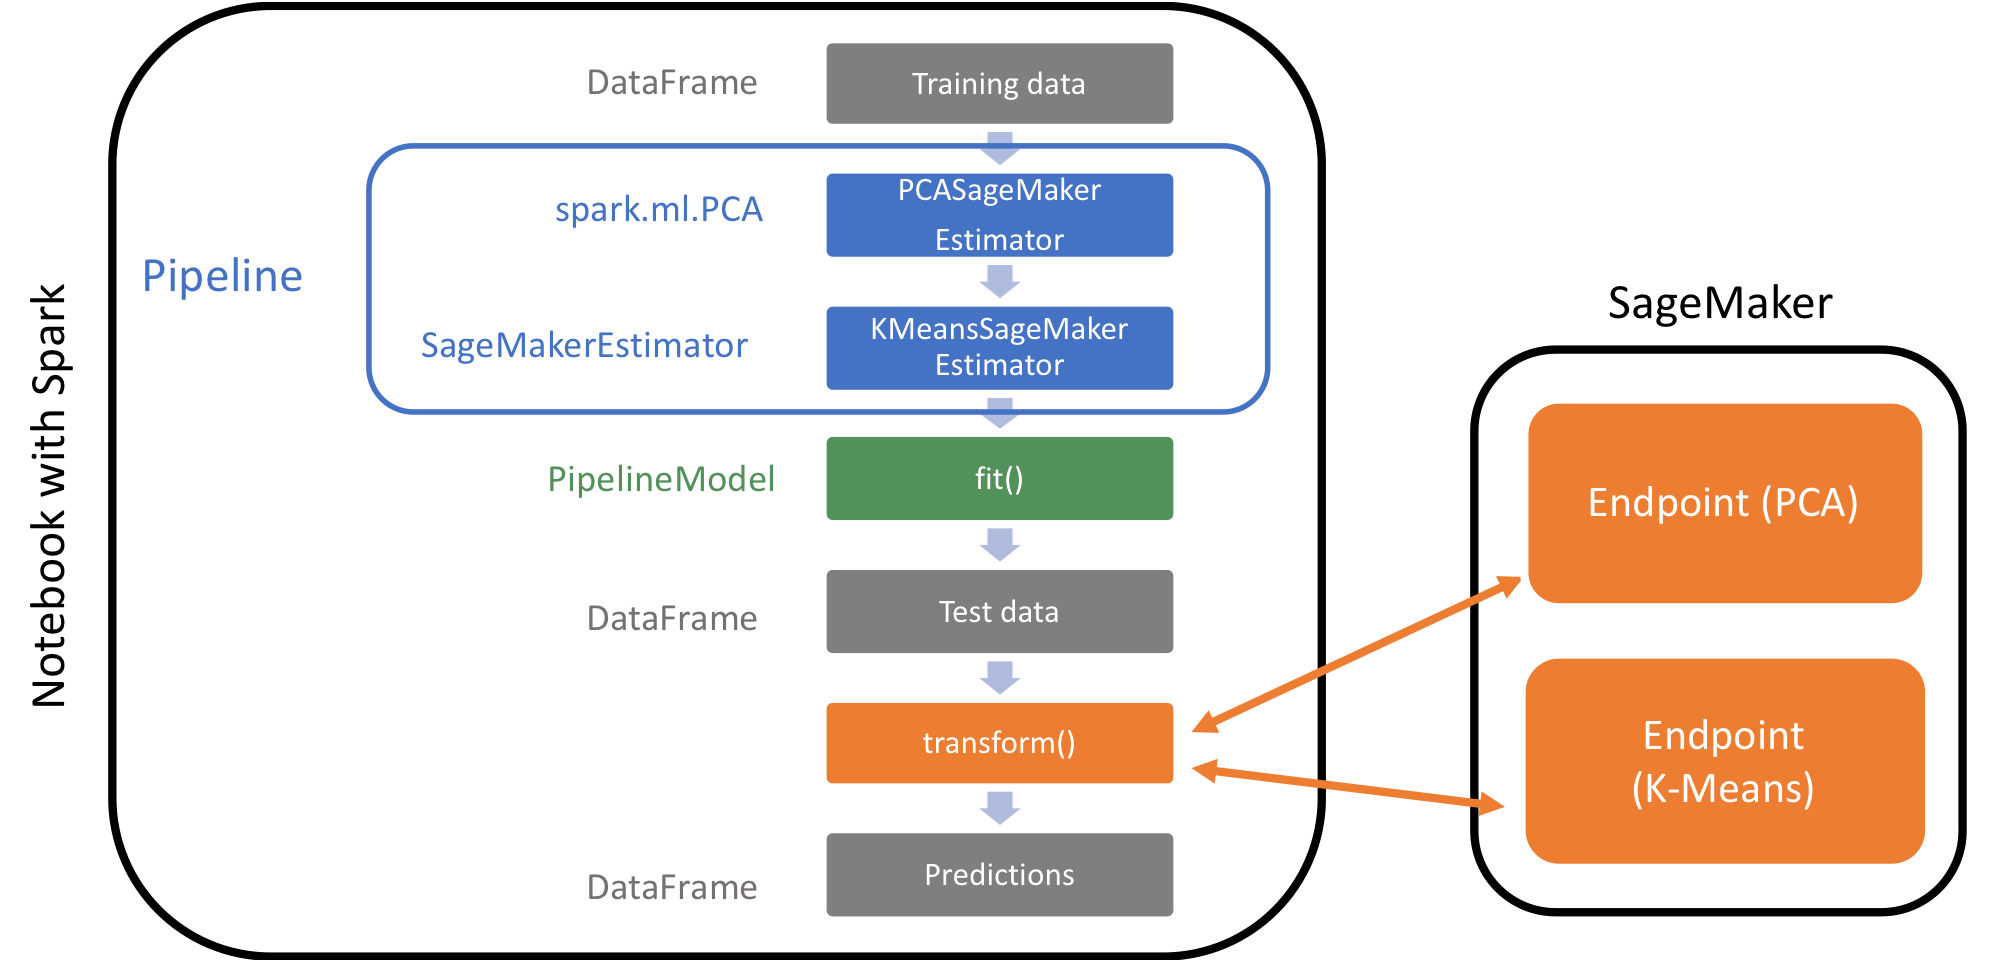 Notebook with Spark
Pipeline
DataFrame
Training data
spark.ml.PCA
PCASageMaker
Estimator
SageMakerEstimator
KMeansSageMaker
Estimator
PipelineModel
fit()
DataFrame
Test data
transform()
DataFrame
Predictions
SageMaker
Endpoint (PCA)
Endpoint
(K-Means)